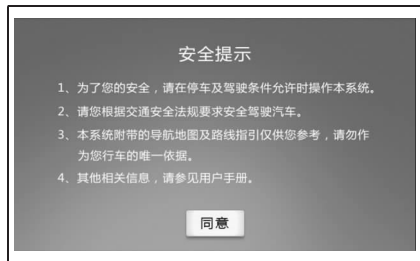 安全提示
1、为了您的安全，请在停车及驾驶条件允许时操作本系统。
2、请您根据交通安全法规要求安全驾驶汽车。
3、本系统附带的导航地图及路线指引仅供您参考，请勿作
为您行车的唯一依据。
4、其他相关信息，请参见用户手册。
同意